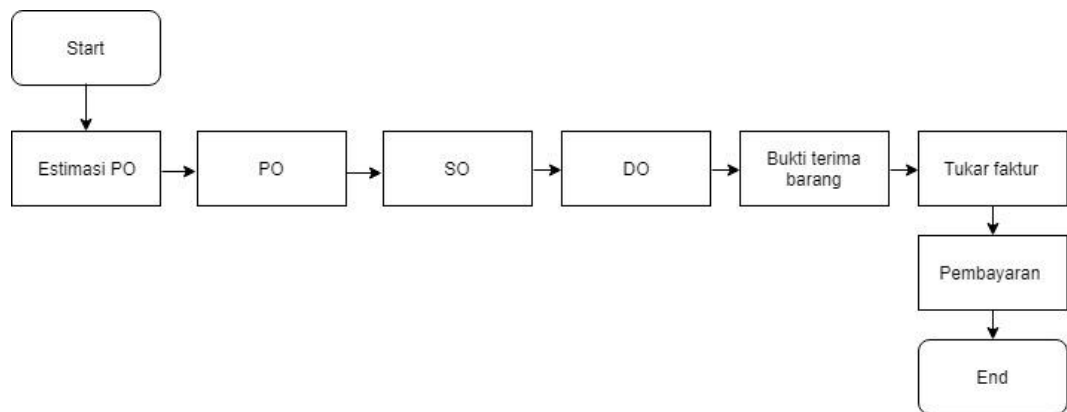 Start
Estimasi PO
PO
SO
DO
Bukti terima
barang
Tukar faktur
Pembayaran
End